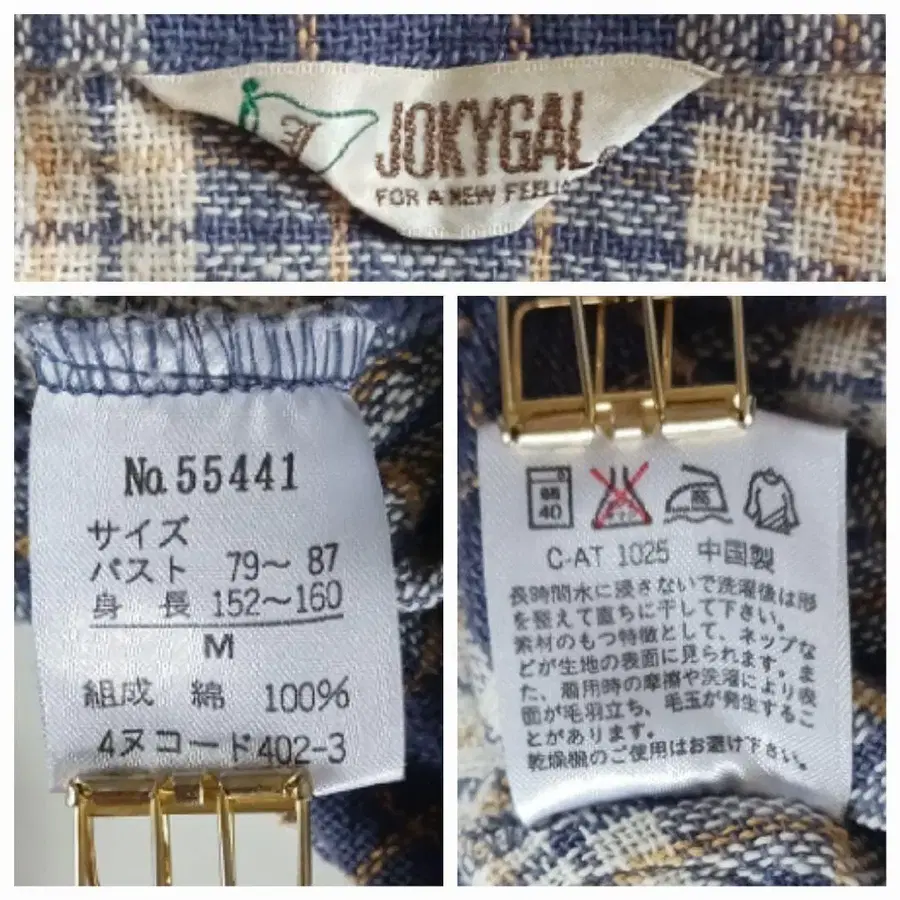 JOKYGAL
FOR A NEW
No.55441
サイズ
バスト 79～ 87
身 長 152～160
M
組成 綿 100%
4ヌコード402-3
40
C-AT 1025 中国製
長時間水に浸さないで洗濯後は形
を整えて直ちに干して下さい。
素材のもつ特徴として、ネップな
どが生地の表面に見られます。ま
た、着用時の摩擦や洗濯により表
面が毛羽立ち、毛玉が発生するこ
とがあります。
乾燥機のご使用はお避け下さい。